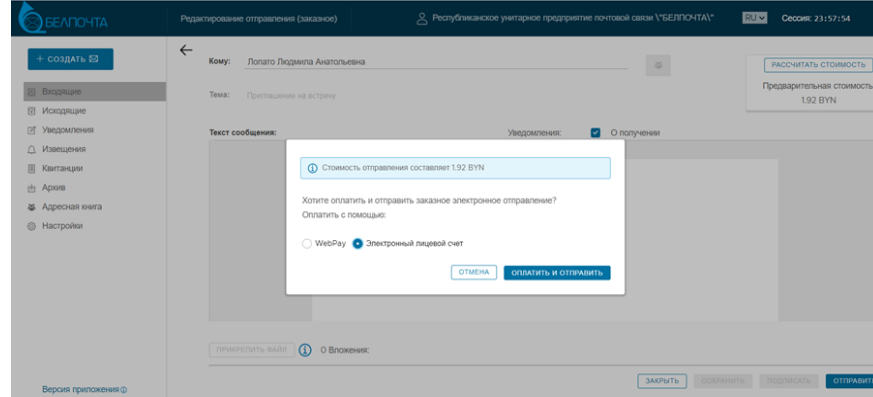 БЕЛПОЧТА
Редактирование отправления (заказное)
Республиканское унитарное предприятие почтовой связи \"БЕЛПОЧТА\"
RU
Сессия: 23:57:54
+ СОЗДАТЬ
Входящие
Исходящие
Уведомления
Извещения
Квитанции
Архив
Адресная книга
Настройки
Версия приложения
Кому: Лопато Людмила Анатольевна
Тема: Приглашение на встречу
РАССЧИТАТЬ СТОИМОСТЬ
Предварительная стоимость
1.92 BYN
Текст сообщения:
Уведомления: О получении
Стоимость отправления составляет 1.92 BYN
Хотите оплатить и отправить заказное электронное отправление?
Оплатить с помощью:
WebPay Электронный лицевой счет
ОТМЕНА ОПЛАТИТЬ И ОТПРАВИТЬ
ПРИКРЕПИТЬ ФАЙЛ 0 Вложения:
ЗАКРЫТЬ СОХРАНИТЬ ПОДПИСАТЬ ОТПРАВИТ